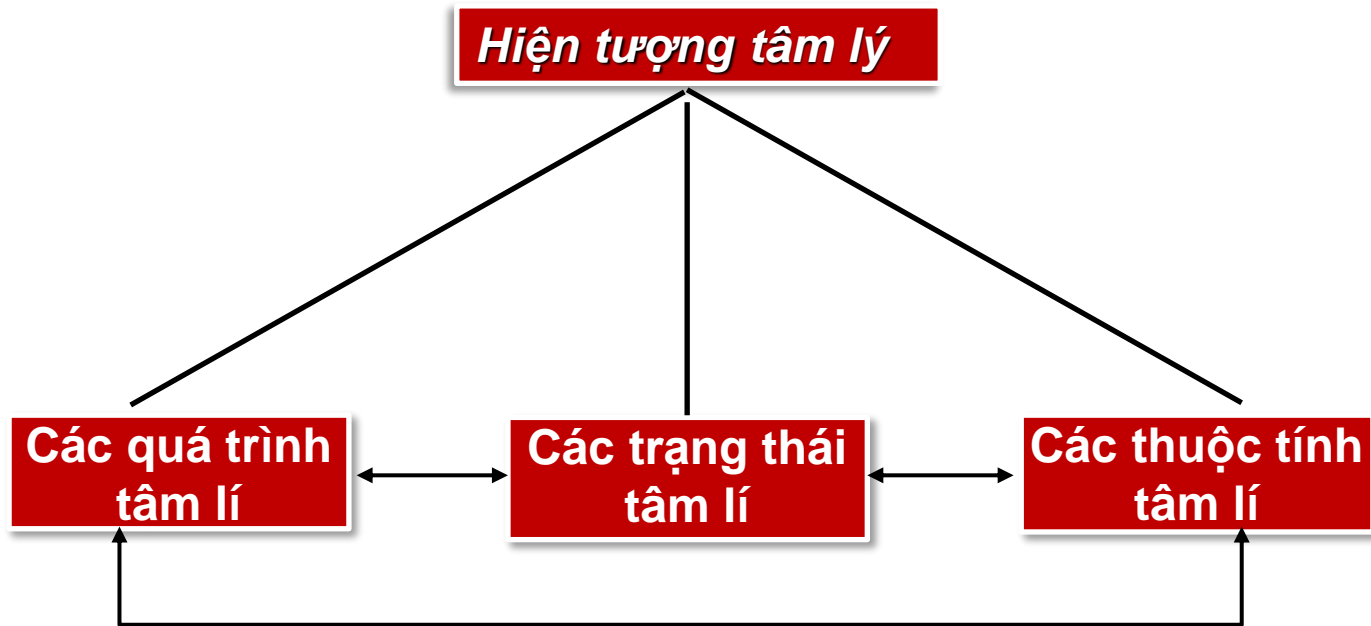 Hiện tượng tâm lý
Các quá trình
tâm lí
Các trạng thái
tâm lí
Các thuộc tính
tâm lí